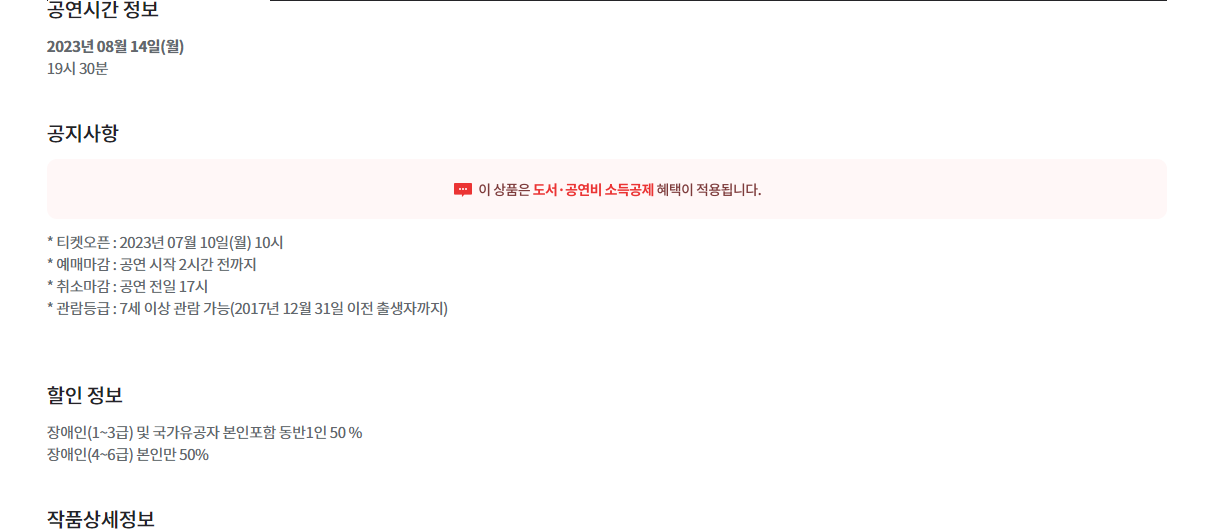 공연시간 정보
2023년 08월 14일(월)
19시 30분
공지사항
이 상품은 도서·공연비 소득공제 혜택이 적용됩니다.
* 티켓오픈 : 2023년 07월 10일(월) 10시
* 예매마감 : 공연 시작 2시간 전까지
* 취소마감 : 공연 전일 17시
* 관람등급 : 7세 이상 관람 가능(2017년 12월 31일 이전 출생자까지)
할인 정보
장애인(1~3급) 및 국가유공자 본인포함 동반1인 50 %
장애인(4~6급) 본인만 50%
작품상세정보